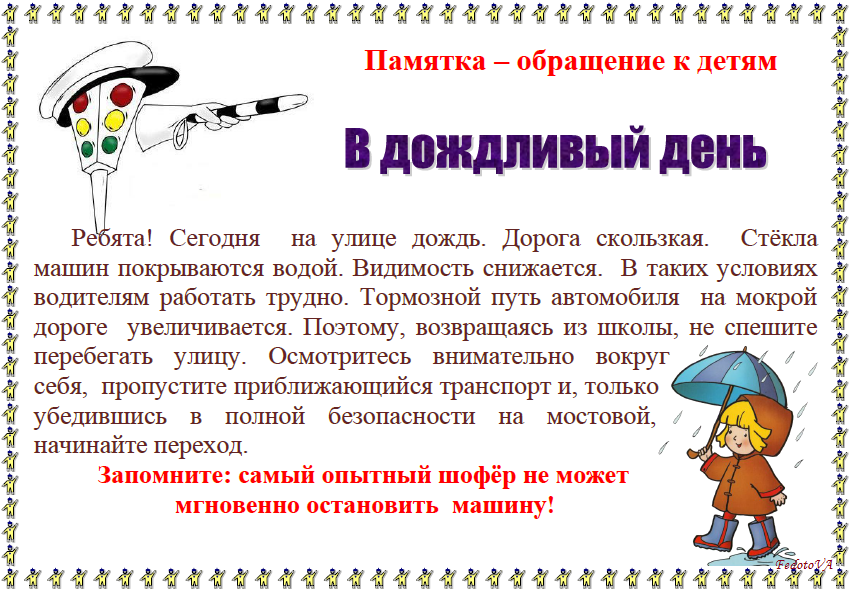 Памятка – обращение к детям
В дождливый день
Ребята! Сегодня на улице дождь. Дорога скользкая. Стёкла
машин покрываются водой. Видимость снижается. В таких условиях
водителям работать трудно. Тормозной путь автомобиля на мокрой
дороге увеличивается. Поэтому, возвращаясь из школы, не спешите
перебегать улицу. Осмотритесь внимательно вокруг
себя, пропустите приближающийся транспорт и, только
убедившись в полной безопасности на мостовой,
начинайте переход.
Запомните: самый опытный шофёр не может
мгновенно остановить машину!
FedotoVA